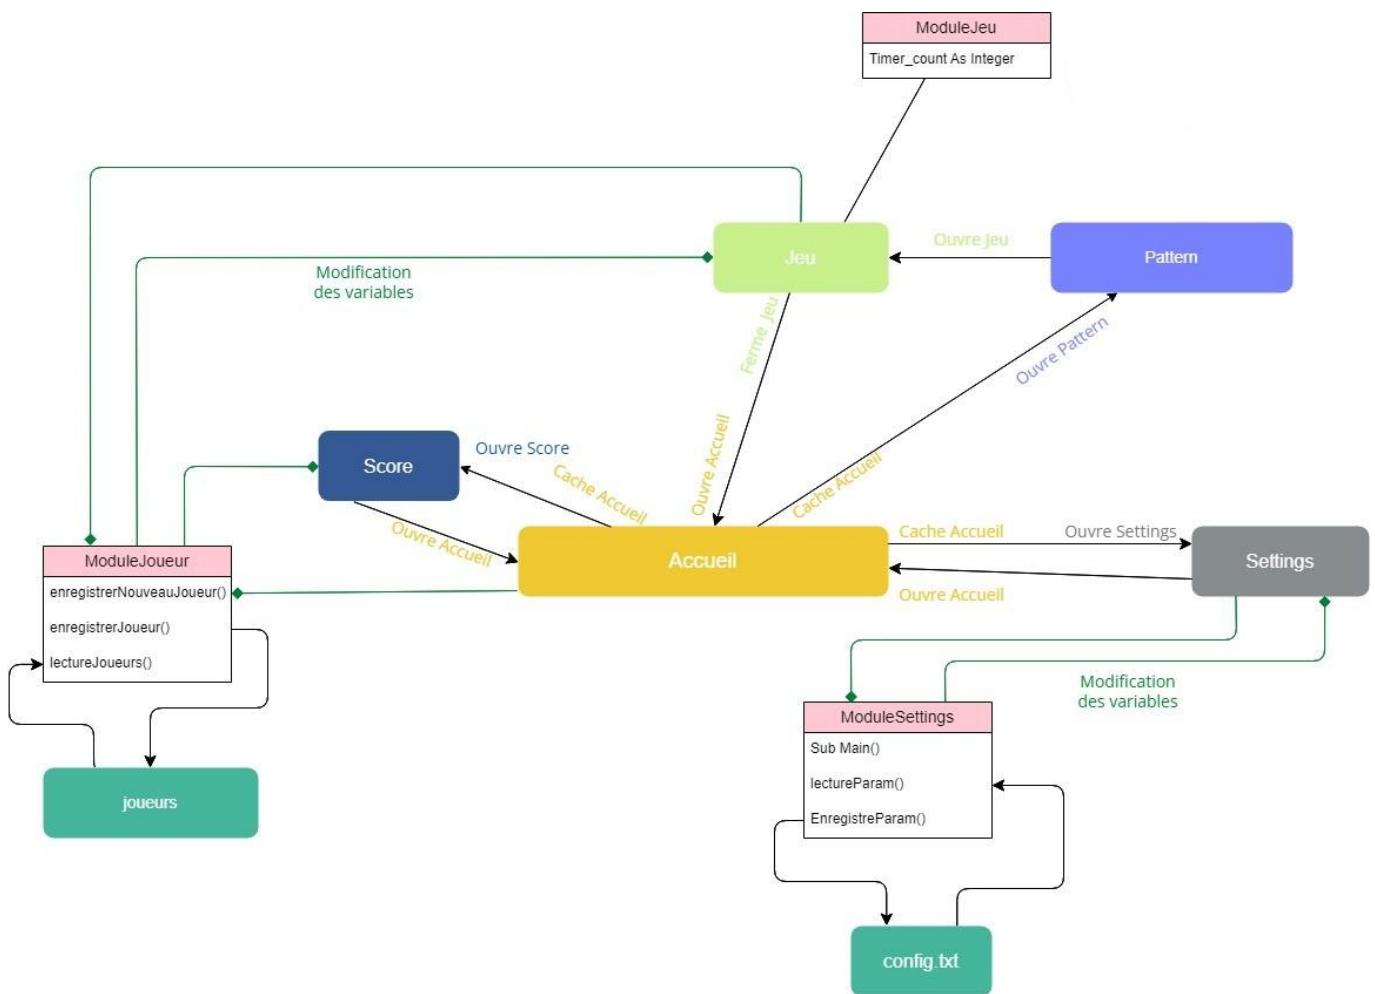 ModuleJeu
Timer_count As Integer
Jeu
Ouvre Jeu
Pattern
Modification
des variables
Ferme Jeu
Ouvre Pattern
Score
Ouvre Score
Cache Accueil
Ouvre Accueil
Cache Accueil
Ouvre Accueil
Accueil
Cache Accueil
Ouvre Settings
Settings
Ouvre Accueil
ModuleJoueur
enregistrerNouveauJoueur()
enregistrerJoueur()
lectureJoueurs()
joueurs
Modification
des variables
ModuleSettings
Sub Main()
lectureParam()
EnregistreParam()
config.txt